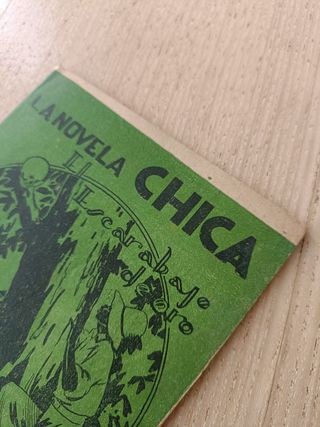 LA NOVELA CHICA
El Escarabajo
de oro